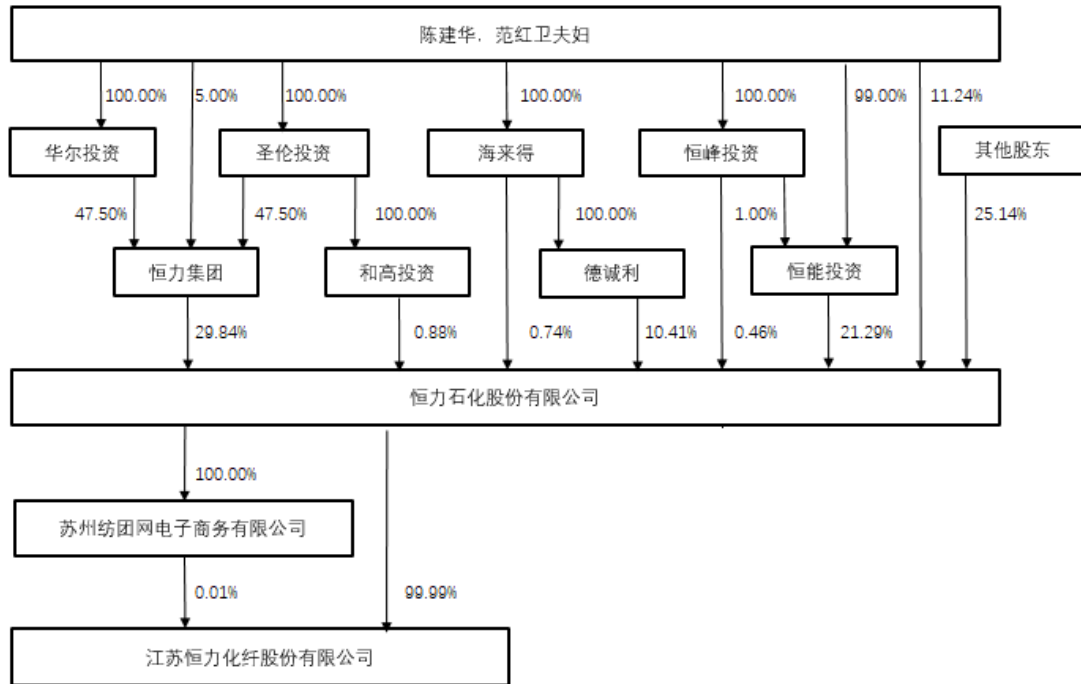 陈建华，范红卫夫妇
100.00%
5.00%
100.00%
100.00%
100.00%
99.00%
11.24%
华尔投资
圣伦投资
海来得
恒峰投资
其他股东
47.50%
47.50%
100.00%
100.00%
1.00%
25.14%
恒力集团
和高投资
德诚利
恒能投资
29.84%
0.88%
0.74%
10.41%
0.46%
21.29%
恒力石化股份有限公司
100.00%
苏州纺团网电子商务有限公司
0.01%
99.99%
江苏恒力化纤股份有限公司